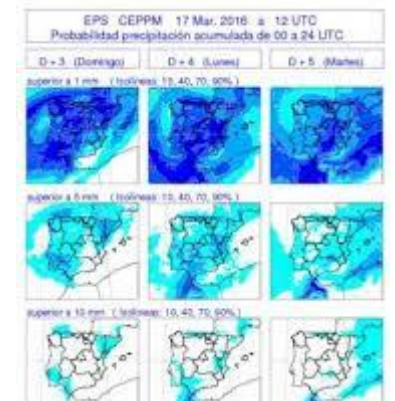 EPS CEPPM 17 Mar. 2016 a 12 UTC
Probabilidad precipitación acumulada de 00 a 24 UTC
D + 3 (Domingo) D + 4 (Lunes) D + 5 (Martes)
superior a 1 mm (Isolíneas: 10, 40, 70, 90% )
superior a 5 mm (Isolíneas: 10, 40, 70, 90% )
superior a 10 mm (Isolíneas: 10, 40, 70, 90% )